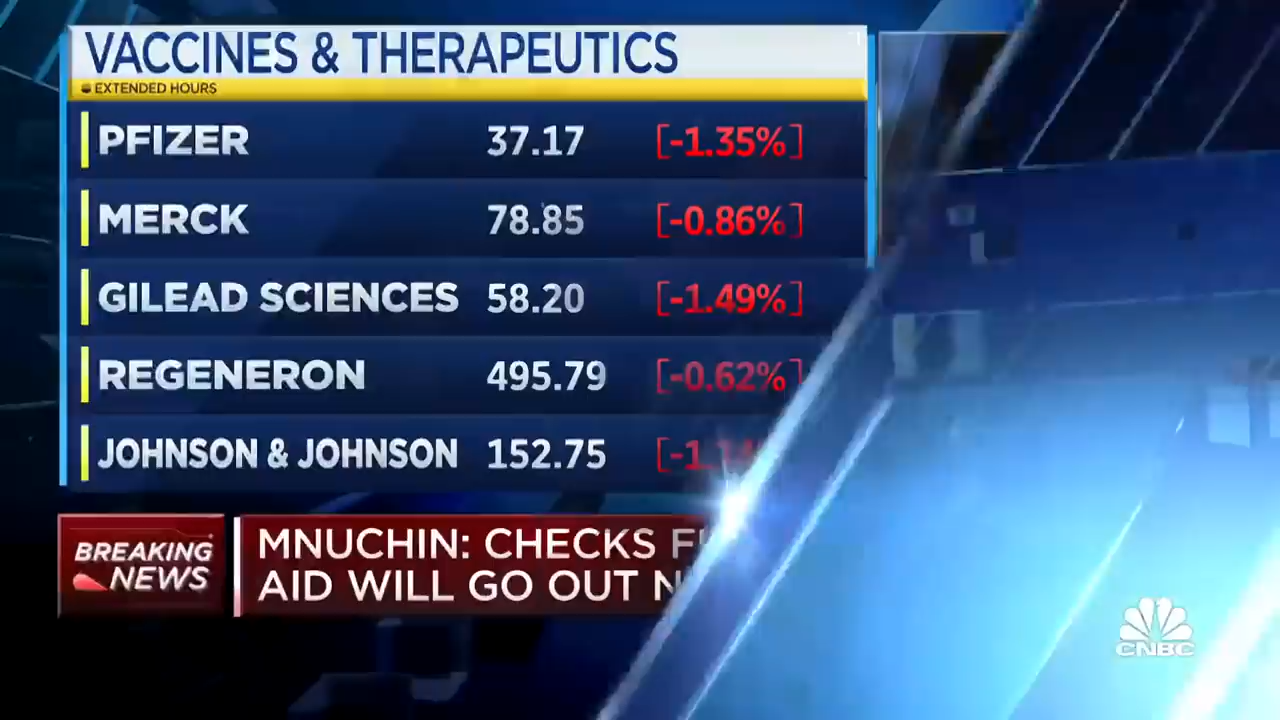 VACCINES & THERAPEUTICS
EXTENDED HOURS
PFIZER 37.17 [-1.35%]
MERCK 78.85 [-0.86%]
GILEAD SCIENCES 58.20 [-1.49%]
REGENERON 495.79 [-0.62%]
JOHNSON & JOHNSON 152.75
BREAKING NEWS
MNUCHIN: CHECKS
AID WILL GO OUT
CNBC